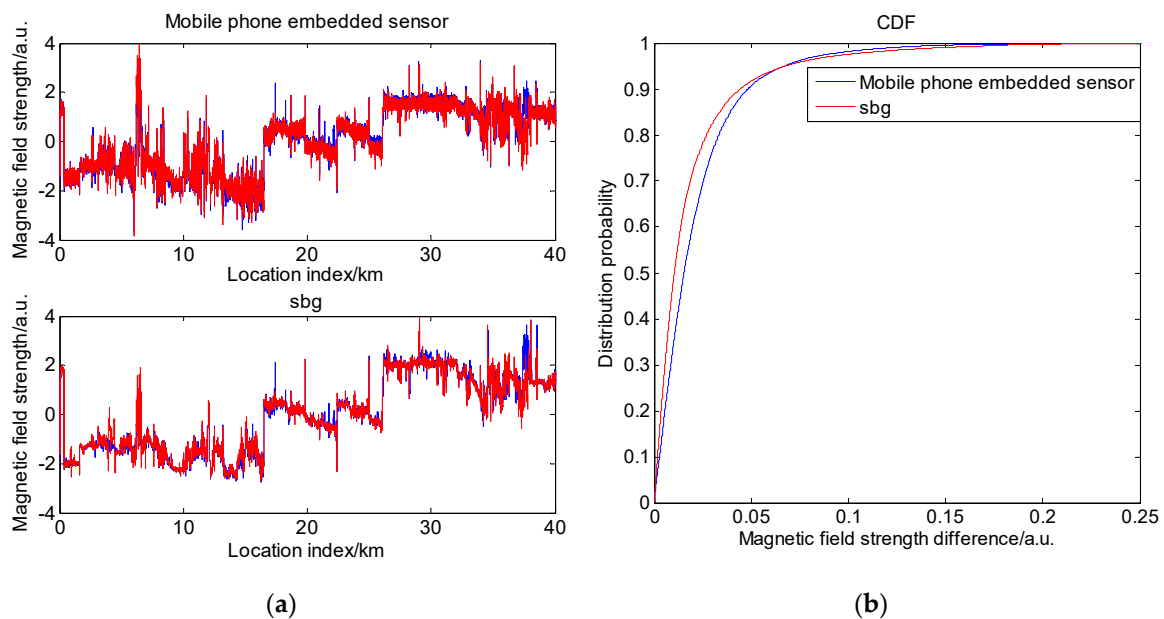 Mobile phone embedded sensor
Magnetic field strength/a.u.
4
2
0
-2
-4
0 10 20 30 40
Location index/km
sbg
Magnetic field strength/a.u.
4
2
0
-2
-4
0 10 20 30 40
Location index/km
(a)
CDF
Distribution probability
1
0.9
0.8
0.7
0.6
0.5
0.4
0.3
0.2
0.1
0
Mobile phone embedded sensor
sbg
0 0.05 0.1 0.15 0.2 0.25
Magnetic field strength difference/a.u.
(b)